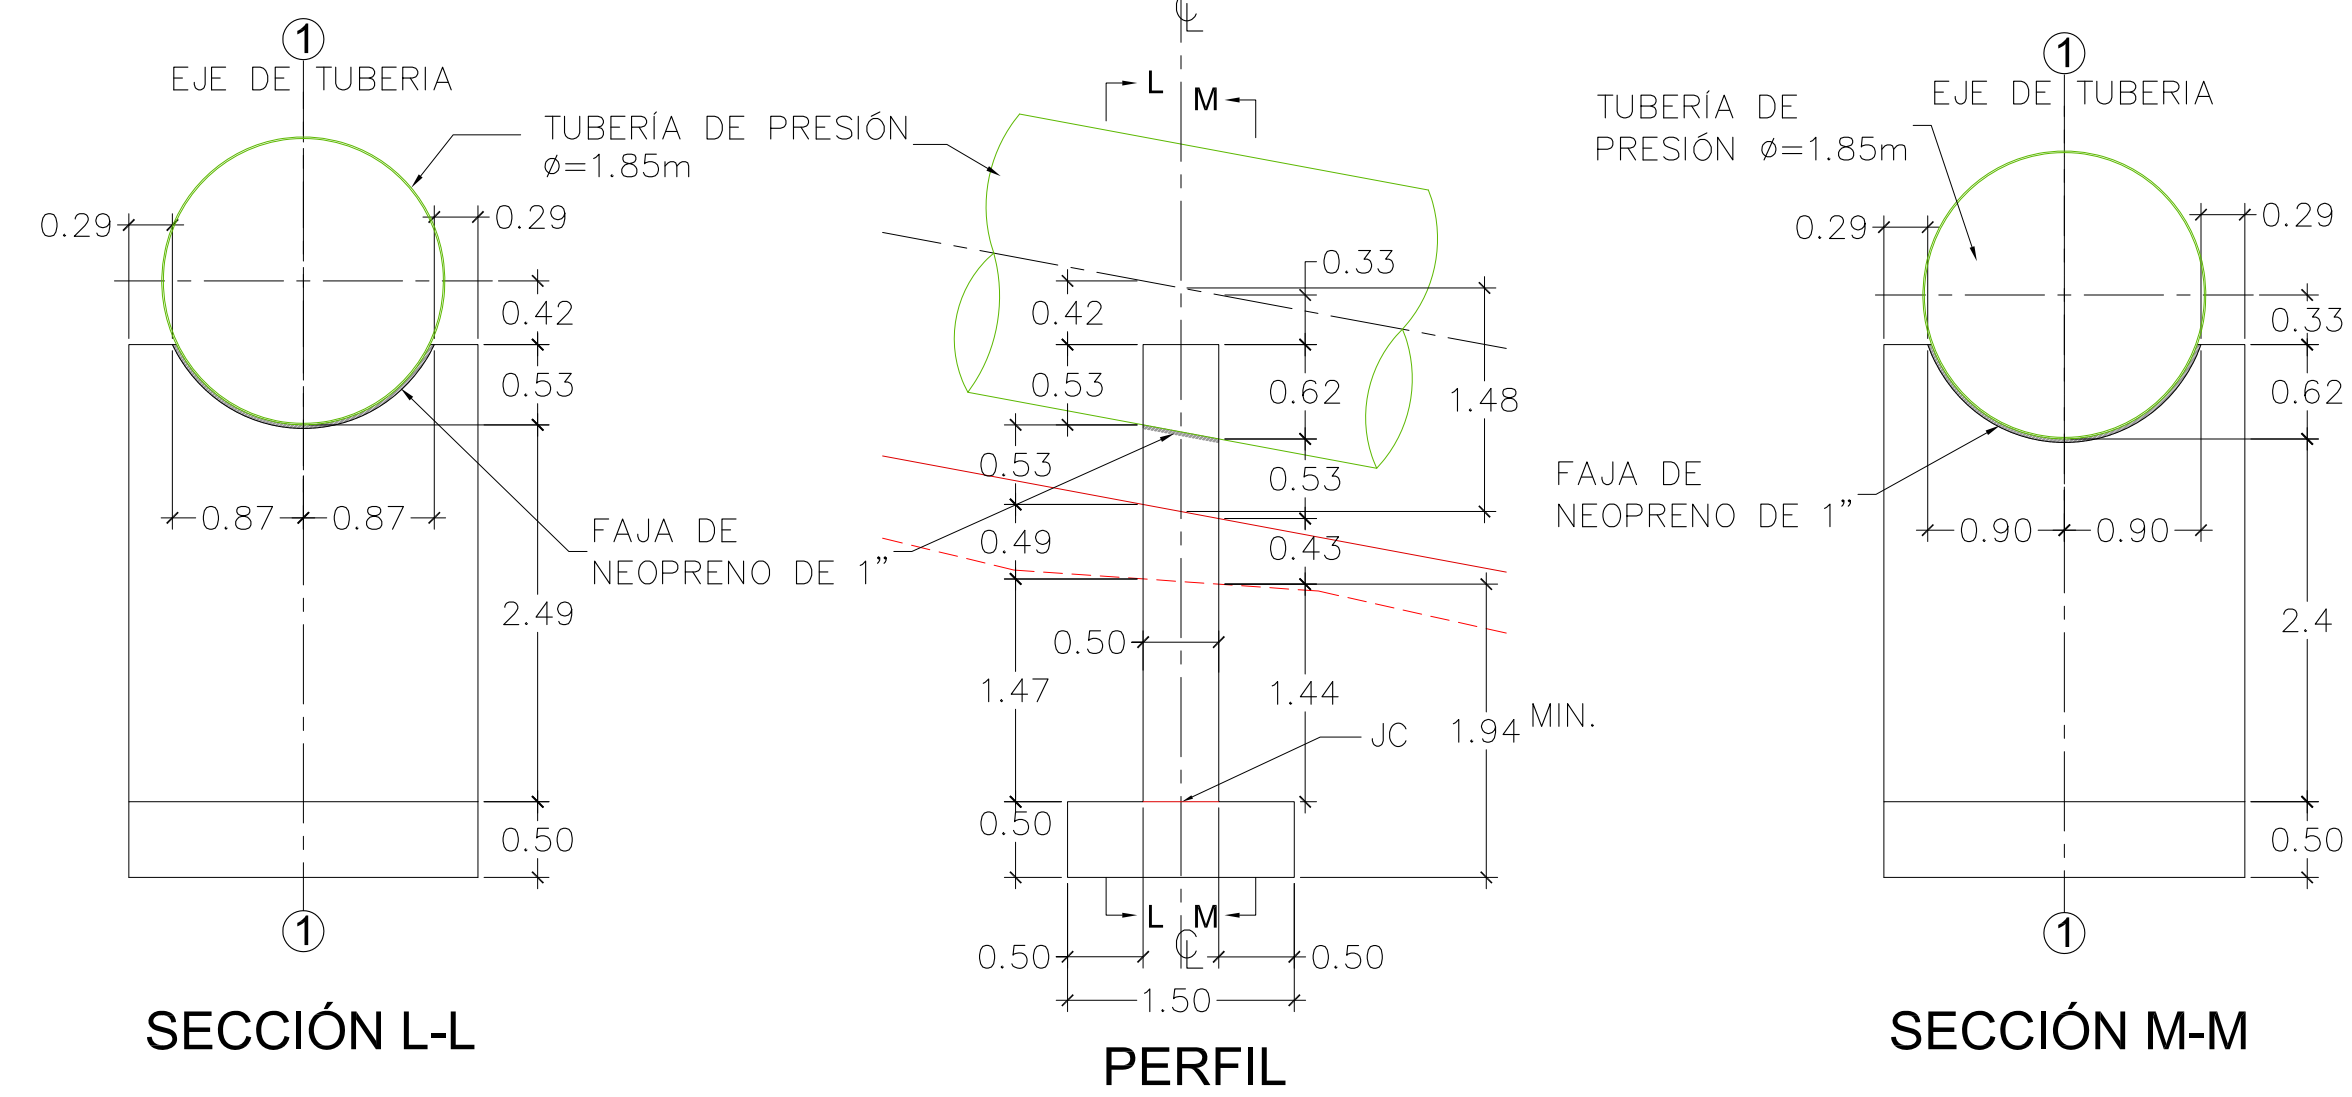 1
EJE DE TUBERIA
TUBERÍA DE PRESIÓN
ø=1.85m
0.29
0.29
0.42
0.53
0.87
0.87
FAJA DE
NEOPRENO DE 1”
2.49
0.50
1
SECCIÓN L-L
℄
L
M
0.33
0.42
0.53
0.62
1.48
0.53
0.53
0.49
0.43
0.50
1.47
1.44
1.94 MIN.
JC
0.50
L
M
℄
0.50
0.50
1.50
PERFIL
1
EJE DE TUBERIA
TUBERÍA DE
PRESIÓN ø=1.85m
0.29
0.29
0.33
0.62
FAJA DE
NEOPRENO DE 1”
0.90
0.90
2.4
0.50
1
SECCIÓN M-M